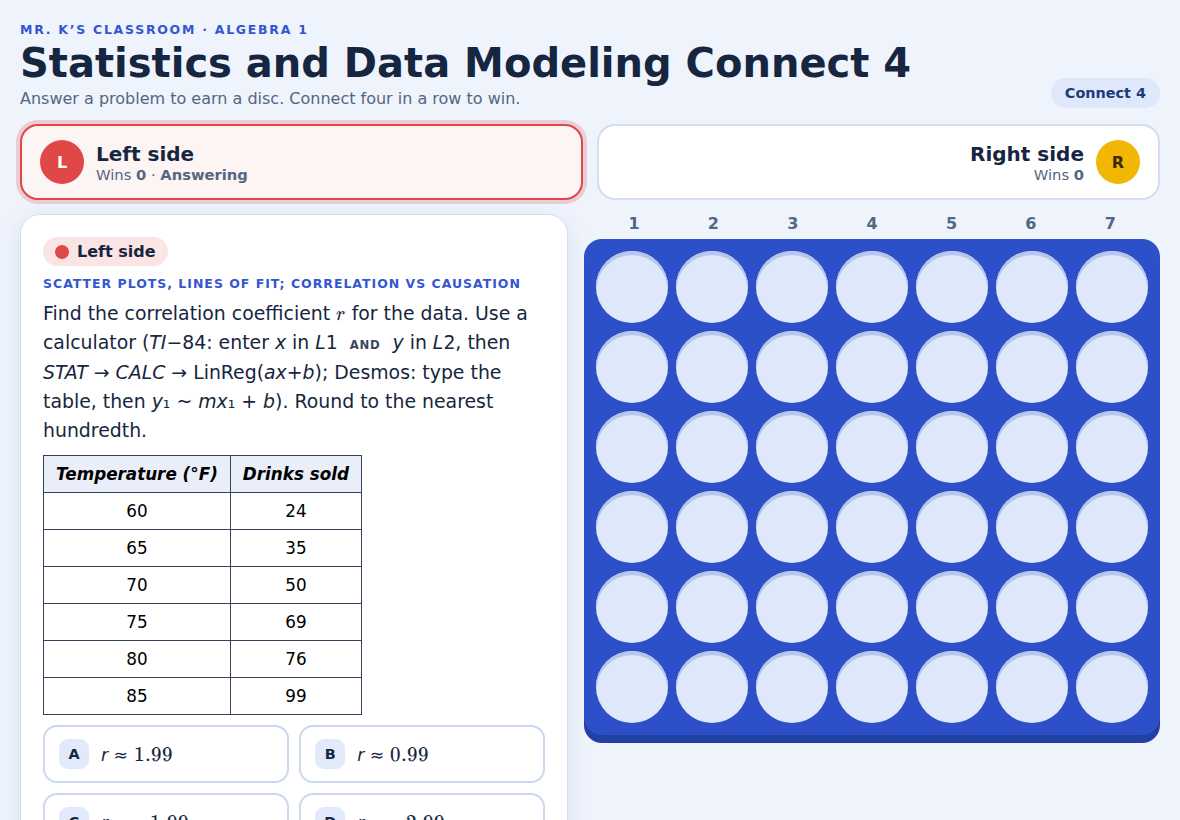 MR. K’S CLASSROOM · ALGEBRA 1
Statistics and Data Modeling Connect 4
Answer a problem to earn a disc. Connect four in a row to win.
Connect 4
L
Left side
Wins 0 · Answering
Right side
Wins 0
R
Left side
SCATTER PLOTS, LINES OF FIT; CORRELATION VS CAUSATION
Find the correlation coefficient r for the data. Use a
calculator (TI−84: enter x in L1 AND y in L2, then
STAT → CALC → LinReg(ax+b); Desmos: type the
table, then y₁ ~ mx₁ + b). Round to the nearest
hundredth.
Temperature (°F) Drinks sold
60 24
65 35
70 50
75 69
80 76
85 99
A r ≈ 1.99
B r ≈ 0.99
1 2 3 4 5 6 7